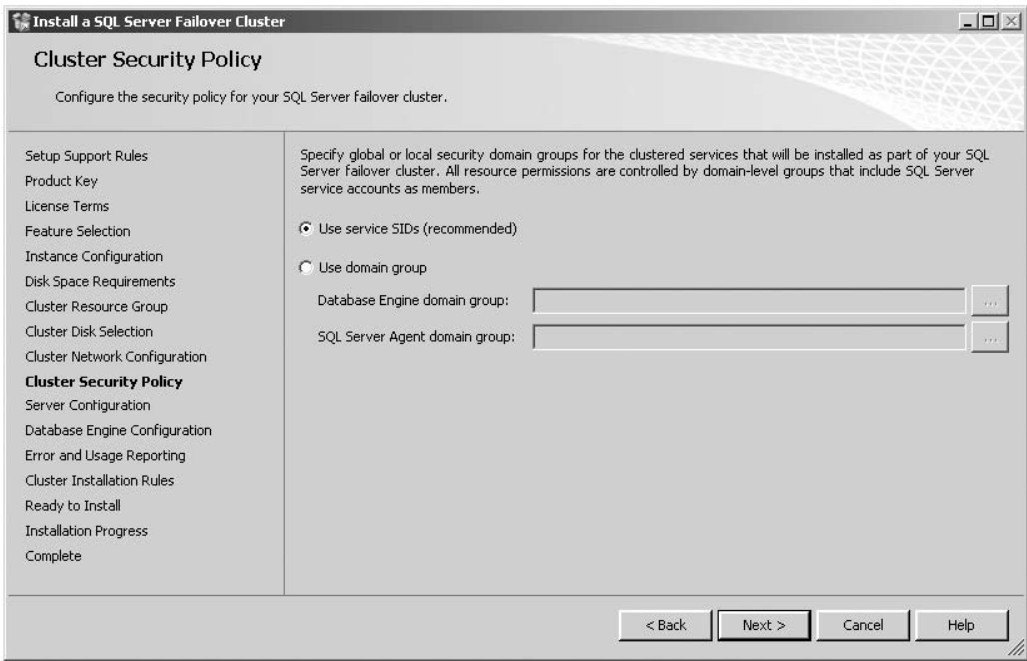 Install a SQL Server Failover Cluster
Cluster Security Policy
Configure the security policy for your SQL Server failover cluster.
Setup Support Rules
Product Key
License Terms
Feature Selection
Instance Configuration
Disk Space Requirements
Cluster Resource Group
Cluster Disk Selection
Cluster Network Configuration
Cluster Security Policy
Server Configuration
Database Engine Configuration
Error and Usage Reporting
Cluster Installation Rules
Ready to Install
Installation Progress
Complete
Specify global or local security domain groups for the clustered services that will be installed as part of your SQL
Server failover cluster. All resource permissions are controlled by domain-level groups that include SQL Server
service accounts as members.
Use service SIDs (recommended)
Use domain group
Database Engine domain group:
...
SQL Server Agent domain group:
...
< Back
Next >
Cancel
Help